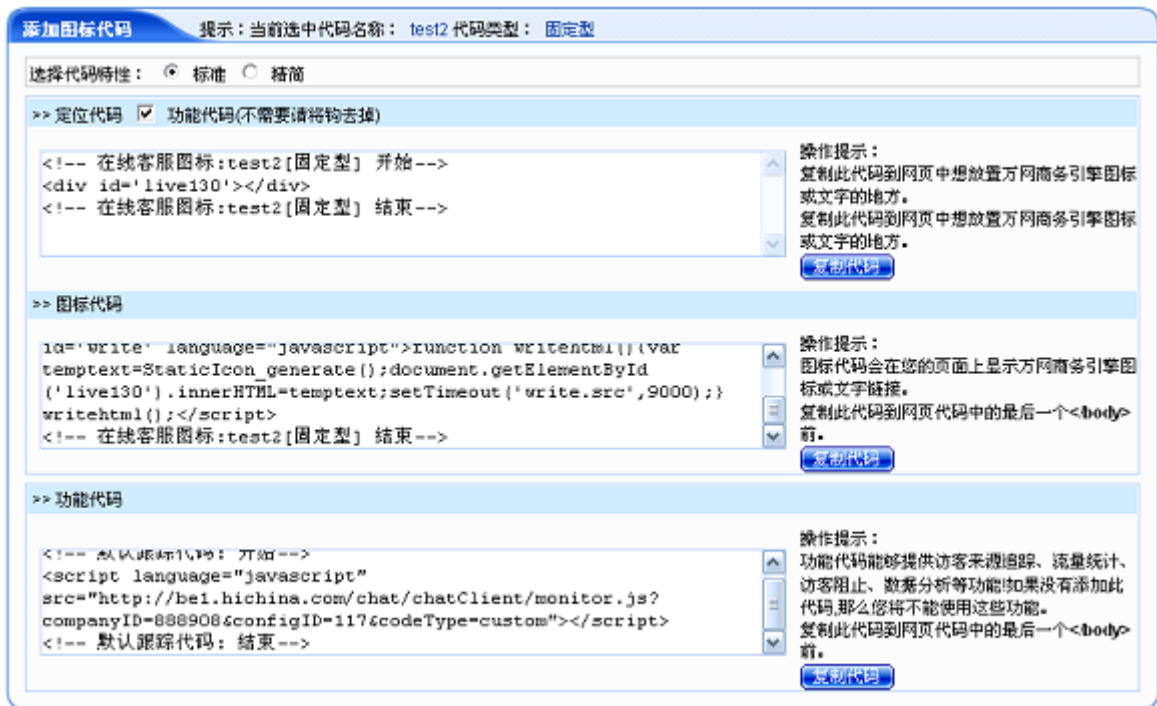 添加图标代码 提示：当前选中代码名称： test2 代码类型： 固定型
选择代码特性： 标准 精简
>> 定位代码 功能代码(不需要请将钩去掉)
<!-- 在线客服图标:test2[固定型] 开始-->
<div id='live130'></div>
<!-- 在线客服图标:test2[固定型] 结束-->
操作提示：
复制此代码到网页中想放置万网商务引擎图标
或文字的地方。
复制此代码到网页中想放置万网商务引擎图标
或文字的地方。
复制代码
>> 图标代码
id='write' language="javascript">function writehtml(){var
temptext=StaticIcon_generate();document.getElementById
('live130').innerHTML=temptext;setTimeout('write.src',9000);}
writehtml();</script>
<!-- 在线客服图标:test2[固定型] 结束-->
操作提示：
图标代码会在您的页面上显示万网商务引擎图
标或文字链接。
复制此代码到网页代码中的最后一个</body>
前。
复制代码
>> 功能代码
<!-- 默认跟踪代码: 开始-->
<script language="javascript"
src="http://be1.hichina.com/chat/chatClient/monitor.js?
companyID=888908&configID=117&codeType=custom"></script>
<!-- 默认跟踪代码: 结束-->
操作提示：
功能代码能够提供访客来源追踪、流量统计、
访客阻止、数据分析等功能!如果没有添加此
代码,那么您将不能使用这些功能。
复制此代码到网页代码中的最后一个</body>
前。
复制代码